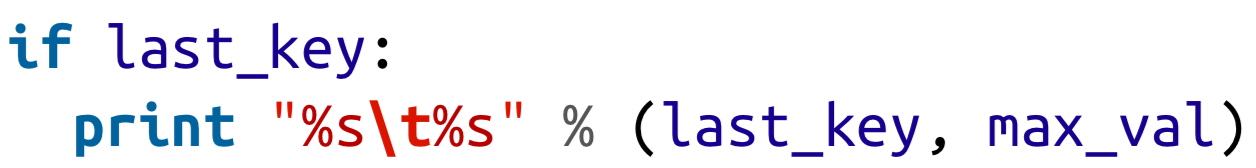 if last_key:
  print "%s\t%s" % (last_key, max_val)